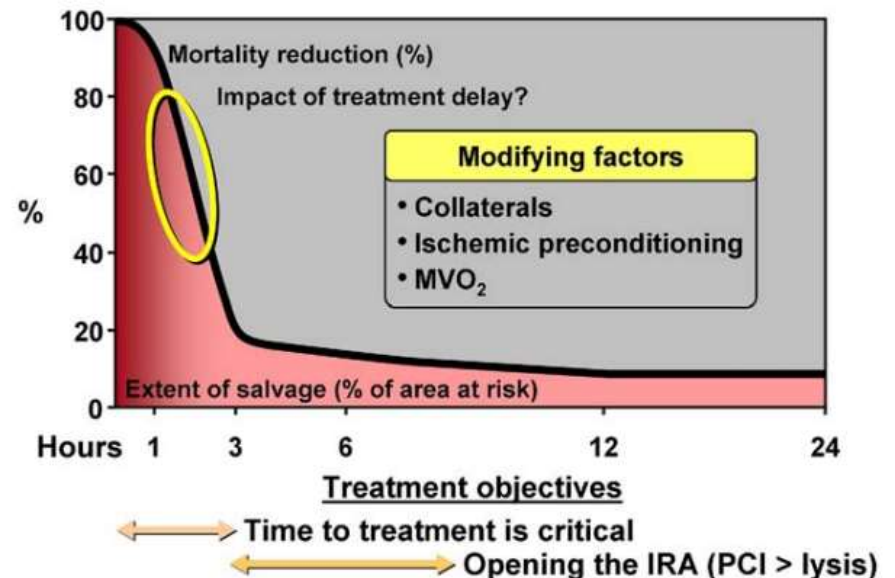 100
Mortality reduction (%)
80
Impact of treatment delay?
Modifying factors
60
%
• Collaterals
• Ischemic preconditioning
40
• MVO₂
20
Extent of salvage (% of area at risk)
0
Hours 1 3 6 12 24
Treatment objectives
Time to treatment is critical
Opening the IRA (PCI > lysis)